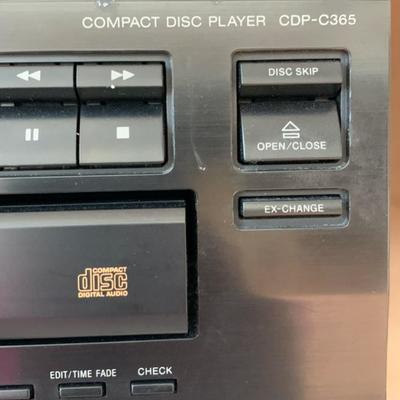 COMPACT DISC PLAYER CDP-C365
DISC SKIP
OPEN/CLOSE
EX-CHANGE
COMPACT
disc
DIGITAL AUDIO
EDIT/TIME FADE CHECK